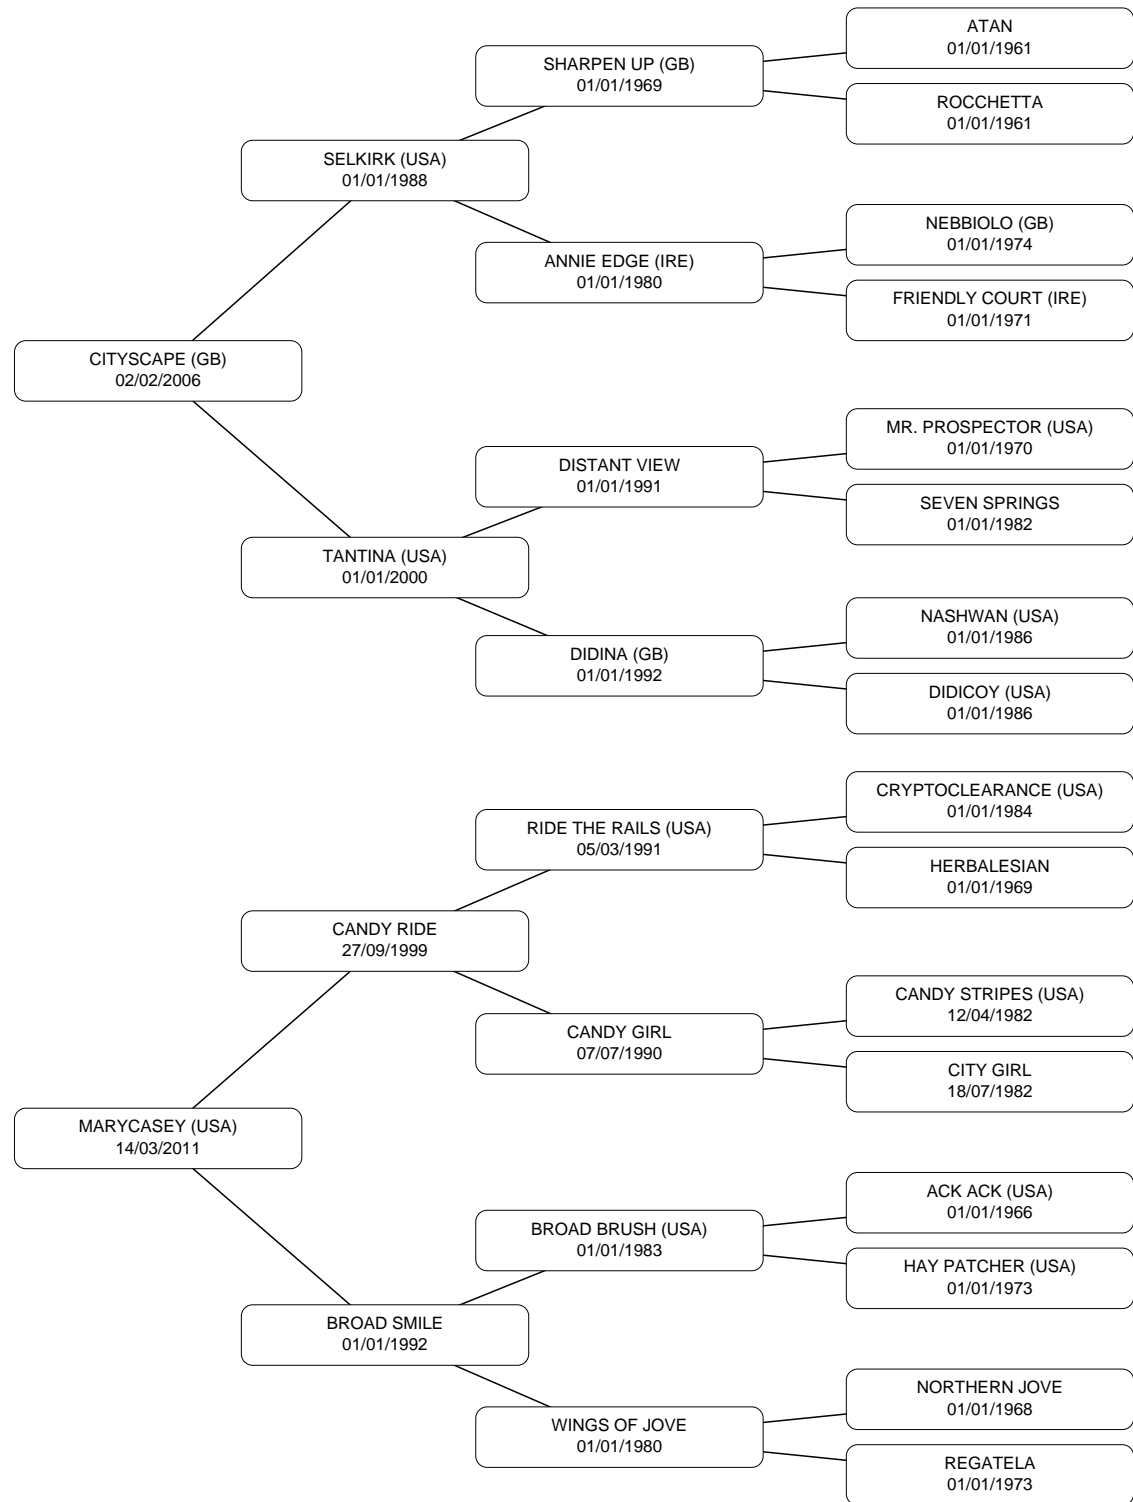 ATAN
01/01/1961
SHARPEN UP (GB)
01/01/1969
ROCCHETTA
01/01/1961
SELKIRK (USA)
01/01/1988
NEBBIOLO (GB)
01/01/1974
ANNIE EDGE (IRE)
01/01/1980
FRIENDLY COURT (IRE)
01/01/1971
CITYSCAPE (GB)
02/02/2006
MR. PROSPECTOR (USA)
01/01/1970
DISTANT VIEW
01/01/1991
SEVEN SPRINGS
01/01/1982
TANTINA (USA)
01/01/2000
NASHWAN (USA)
01/01/1986
DIDINA (GB)
01/01/1992
DIDICOY (USA)
01/01/1986
CRYPTOCLEARANCE (USA)
01/01/1984
RIDE THE RAILS (USA)
05/03/1991
HERBALESIAN
01/01/1969
CANDY RIDE
27/09/1999
CANDY STRIPES (USA)
12/04/1982
CANDY GIRL
07/07/1990
CITY GIRL
18/07/1982
MARYCASEY (USA)
14/03/2011
ACK ACK (USA)
01/01/1966
BROAD BRUSH (USA)
01/01/1983
HAY PATCHER (USA)
01/01/1973
BROAD SMILE
01/01/1992
NORTHERN JOVE
01/01/1968
WINGS OF JOVE
01/01/1980
REGATELA
01/01/1973